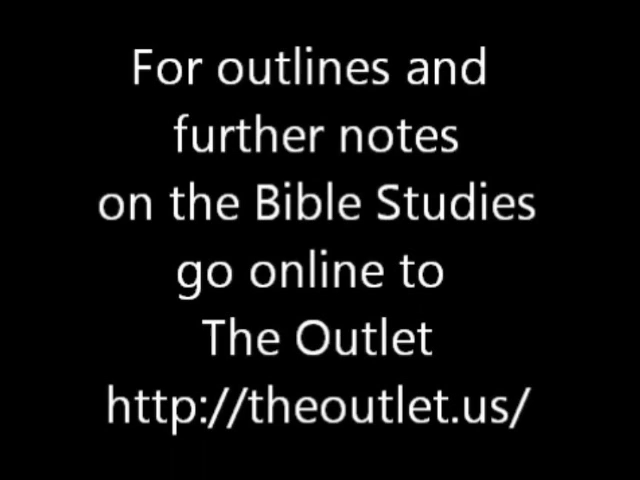 For outlines and
further notes
on the Bible Studies
go online to
The Outlet
http://theoutlet.us/